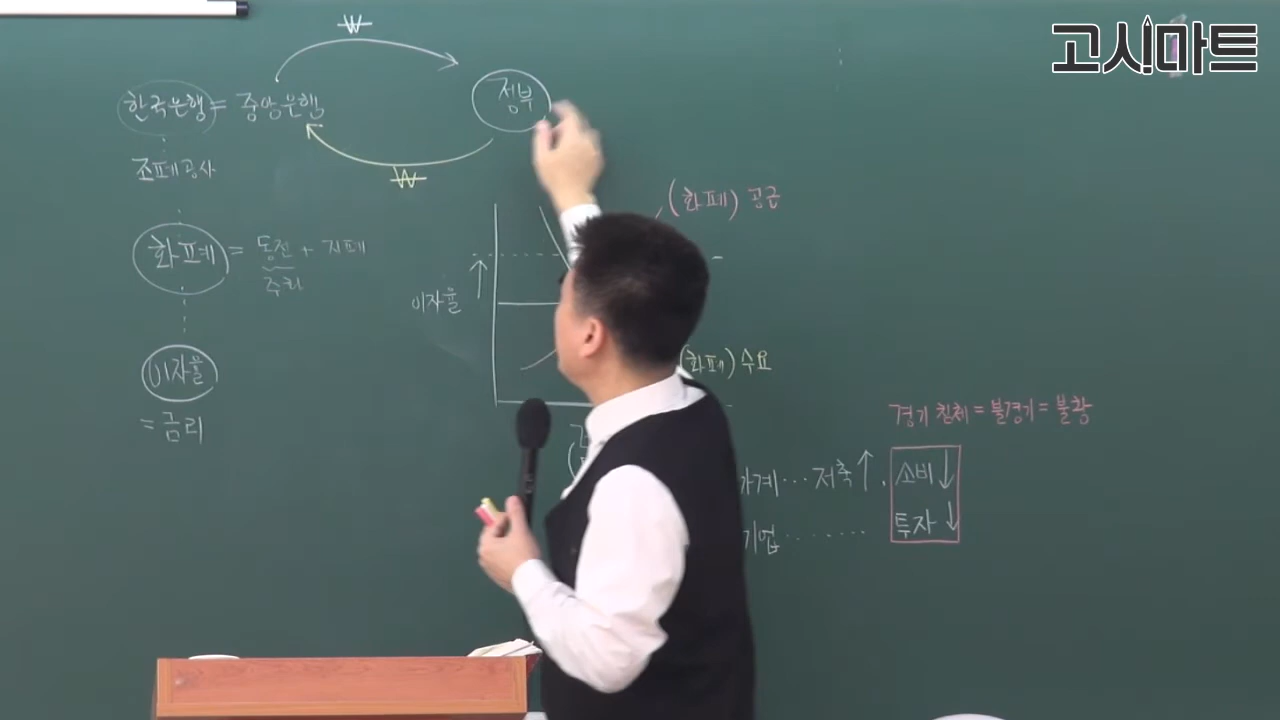 고시마트
₩
한국은행 = 중앙은행
정부
조폐공사
₩
(화폐) 공급
화폐 = 동전 + 지폐
주화
이자율 ↑
이자율
(화폐) 수요
= 금리
경기 침체 = 불경기 = 불황
가계 ··· 저축 ↑. 소비 ↓
기업 ······· 투자 ↓